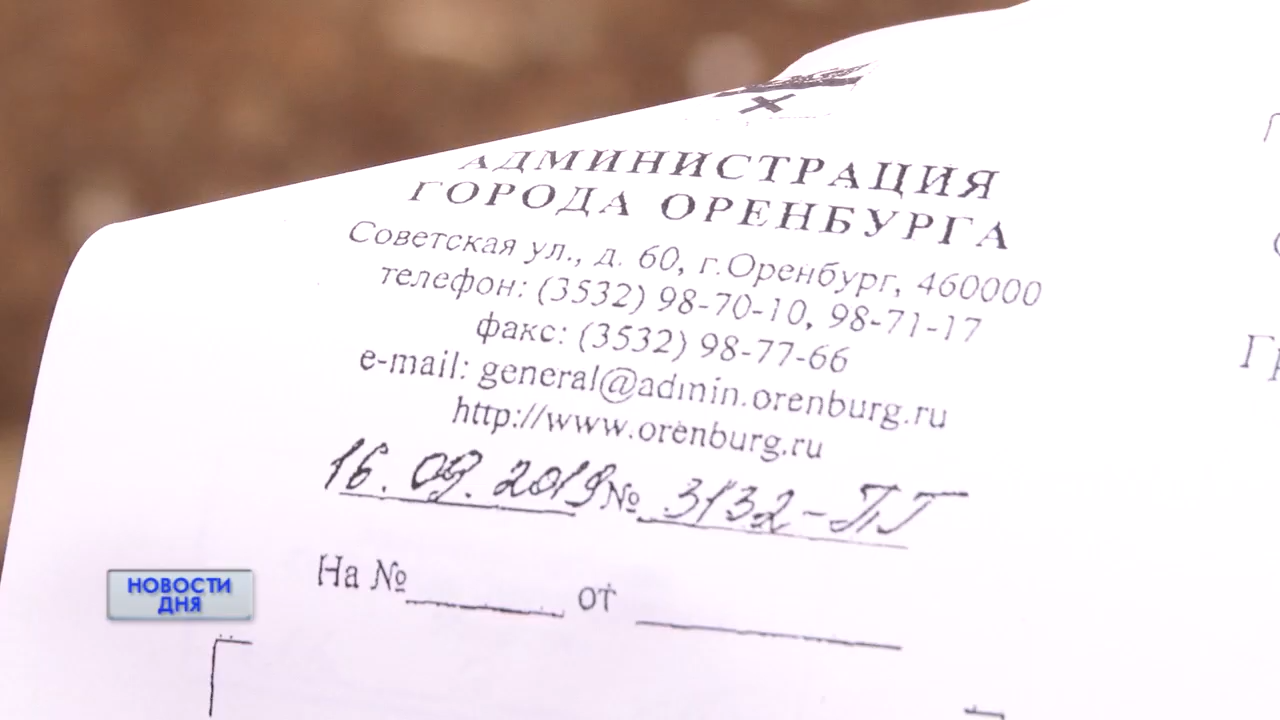 АДМИНИСТРАЦИЯ
ГОРОДА ОРЕНБУРГА
Советская ул., д. 60, г.Оренбург, 460000
телефон: (3532) 98-70-10, 98-71-17
факс: (3532) 98-77-66
e-mail: general@admin.orenburg.ru
http://www.orenburg.ru
16.09.2019 № 3132-ПГ
На № от
НОВОСТИ
ДНЯ